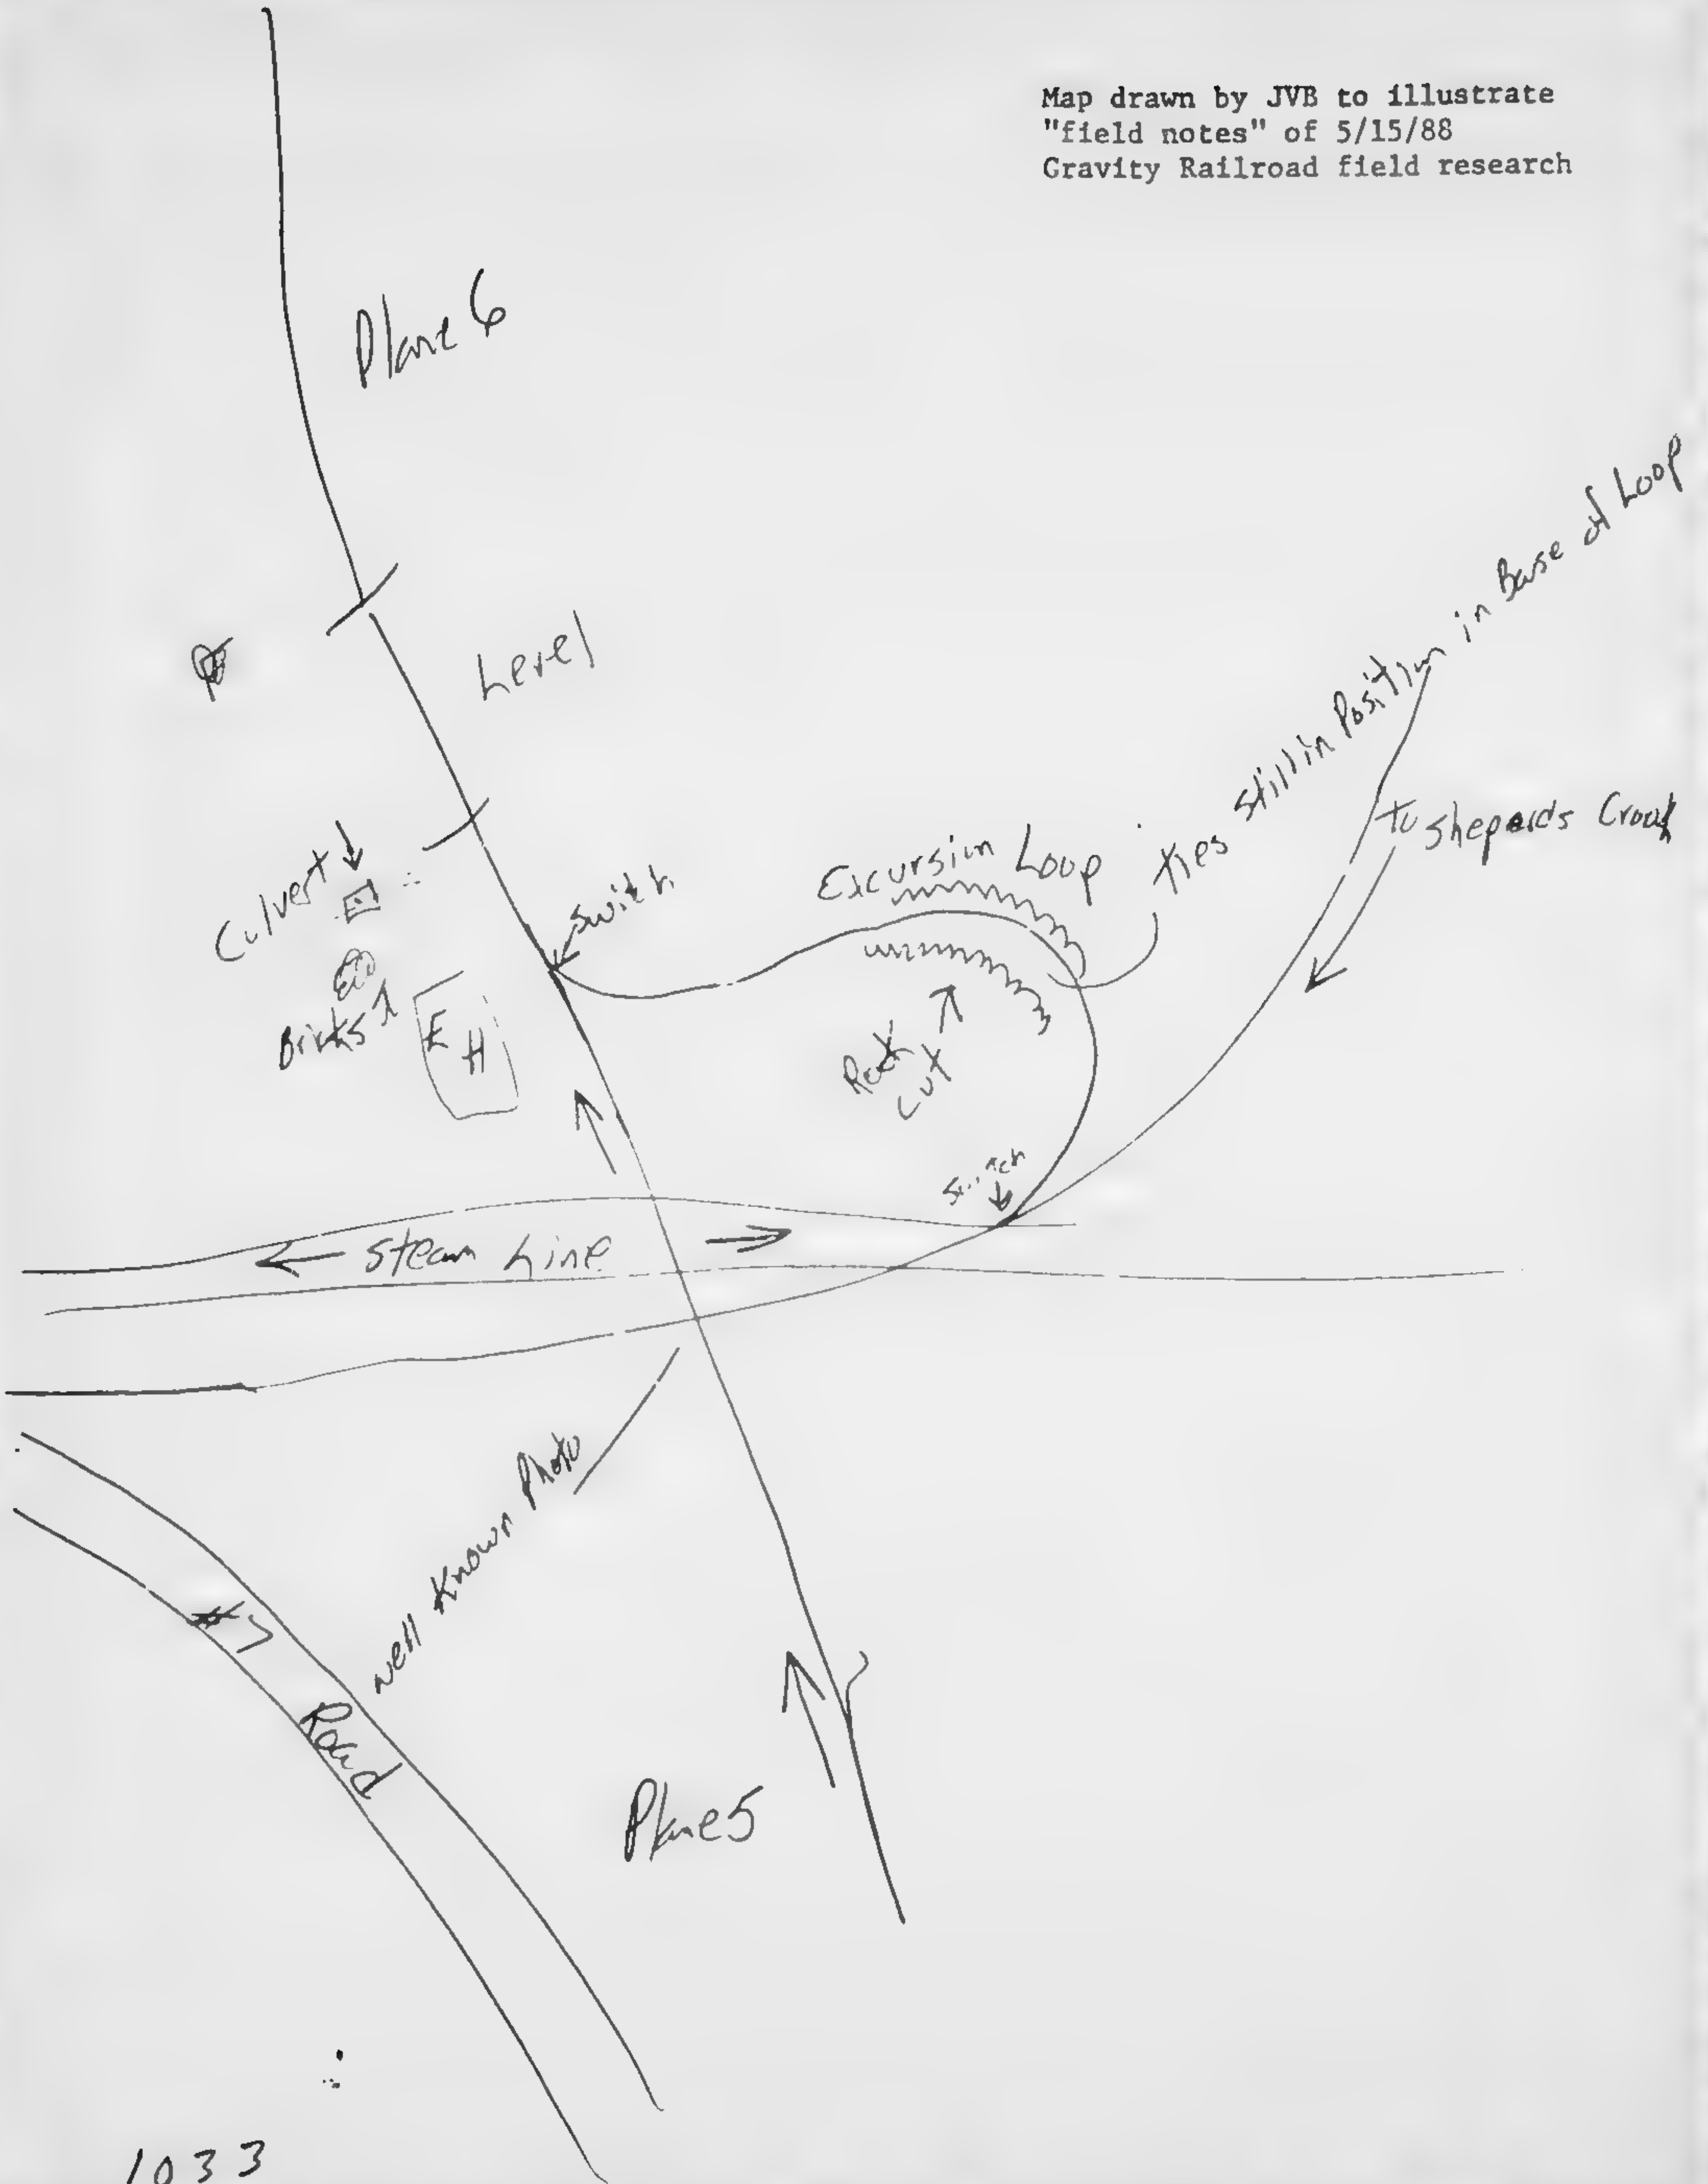 Map drawn by JVB to illustrate
"field notes" of 5/15/88
Gravity Railroad field research
Plane 6
Level
ties still in Position in Base of Loop
to Sheperds Crook
Excursion Loop
Culvert
Switch
Bricks
E
H
Rock
Cut
Switch
Steam Line
Well Known Photo
#7
Road
Plane 5
1033